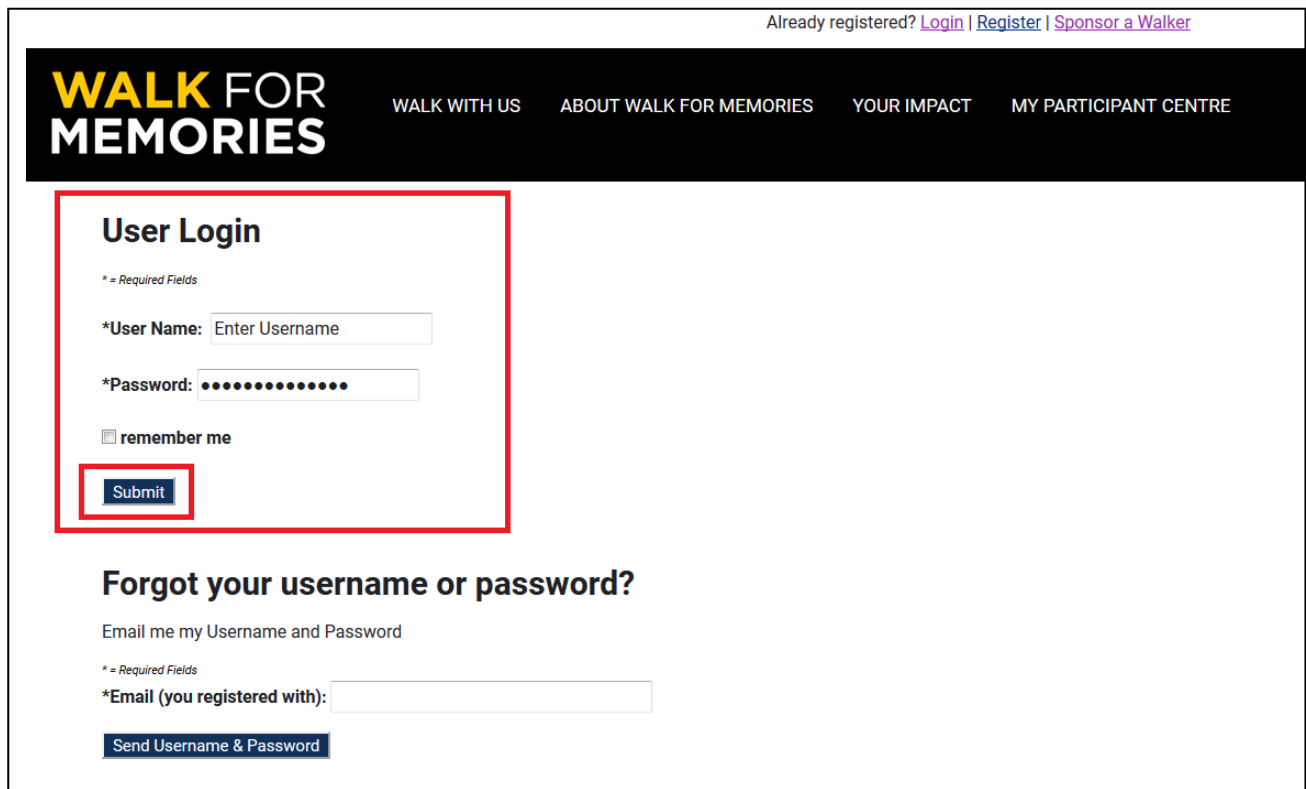 Already registered? Login | Register | Sponsor a Walker
WALK FOR
MEMORIES
WALK WITH US ABOUT WALK FOR MEMORIES YOUR IMPACT MY PARTICIPANT CENTRE
User Login
* = Required Fields
*User Name: Enter Username
*Password: ••••••••••••••
remember me
Submit
Forgot your username or password?
Email me my Username and Password
* = Required Fields
*Email (you registered with):
Send Username & Password